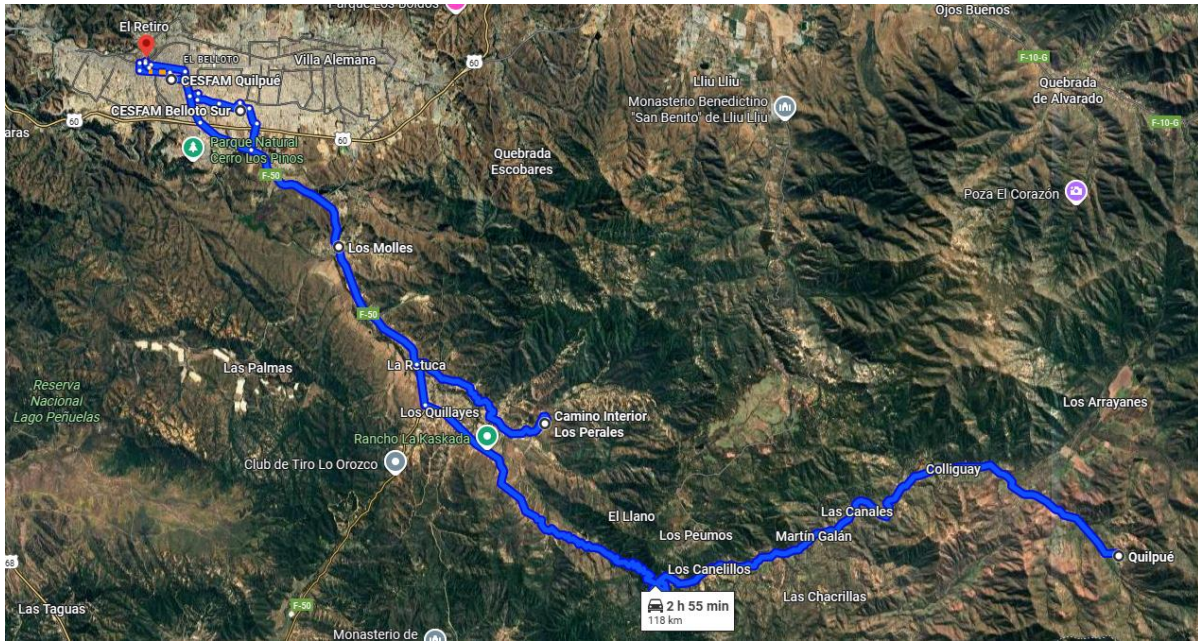 Parque Los Boldos
Ojos Buenos
El Retiro
EL BELLOTO
Villa Alemana
60
F-10-G
CESFAM Quilpué
Lliu Lliu
Quebrada
de Alvarado
CESFAM Belloto Sur
Monasterio Benedictino
"San Benito" de Lliu Lliu
F-10-G
aras
60
60
Parque Natural
Cerro Los Pinos
Quebrada
Escobares
F-50
Poza El Corazón
Los Molles
F-50
La Retuca
Las Palmas
Reserva
Nacional
Lago Peñuelas
Los Quillayes
Camino Interior
Los Perales
Los Arrayanes
Rancho La Kaskada
Club de Tiro Lo Orozco
Colliguay
El Llano
Las Canales
Los Peumos
Martín Galán
Quilpué
68
Los Canelillos
Las Taguas
F-50
2 h 55 min
118 km
Las Chacrillas
Monasterio de